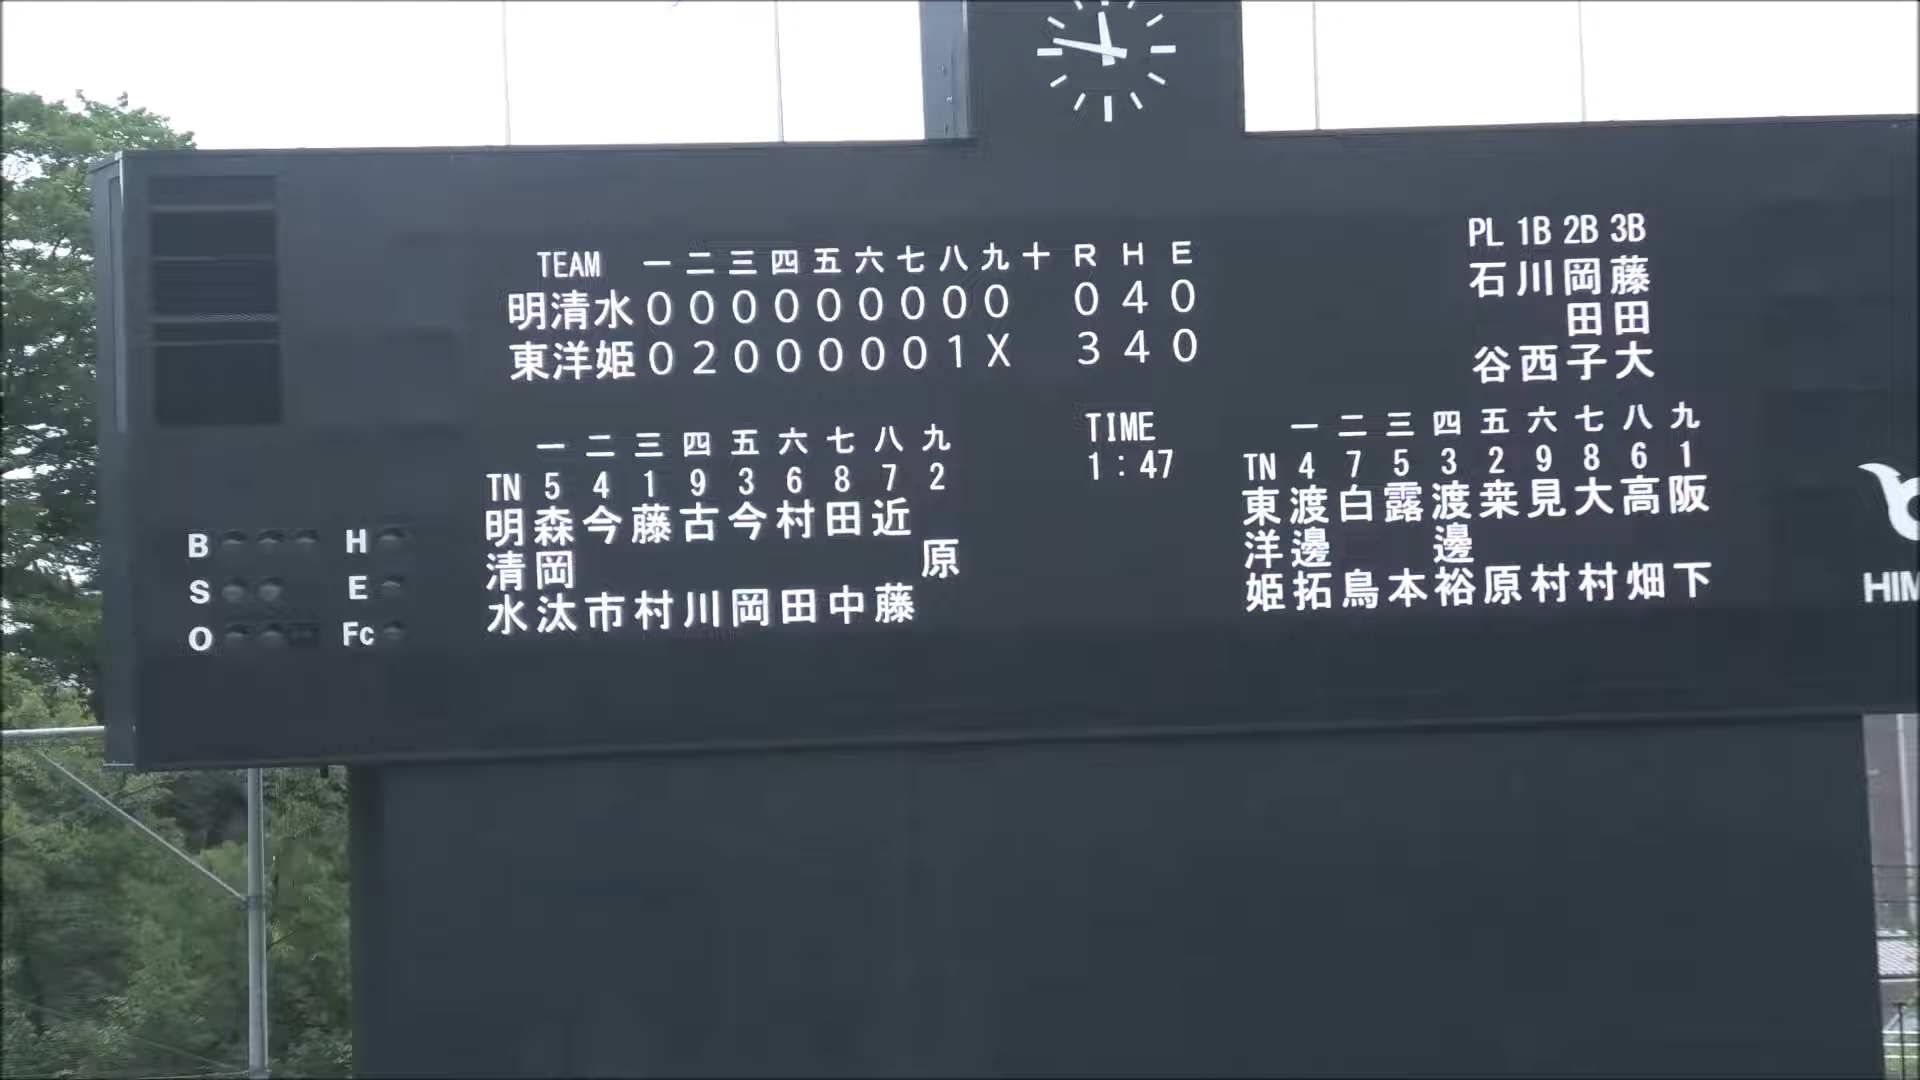 TEAM 一 二 三 四 五 六 七 八 九 十 R H E
明清水 0 0 0 0 0 0 0 0 0 0 4 0
東洋姫 0 2 0 0 0 0 0 1 X 3 4 0
PL 1B 2B 3B
石 川 岡 藤
田 田
谷 西 子 大
一 二 三 四 五 六 七 八 九
TN 5 4 1 9 3 6 8 7 2
明 森 今 藤 古 今 村 田 近
清 岡 原
水 汰 市 村 川 岡 田 中 藤
TIME
1:47
一 二 三 四 五 六 七 八 九
TN 4 7 5 3 2 9 8 6 1
東 渡 白 露 渡 桒 見 大 高 阪
洋 邊 邊
姫 拓 鳥 本 裕 原 村 村 畑 下
B H
S E
O Fc
HIM